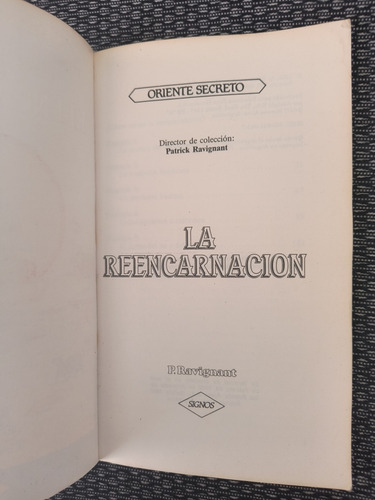 ORIENTE SECRETO
Director de colección:
Patrick Ravignant
LA
REENCARNACION
P. Ravignant
SIGNOS